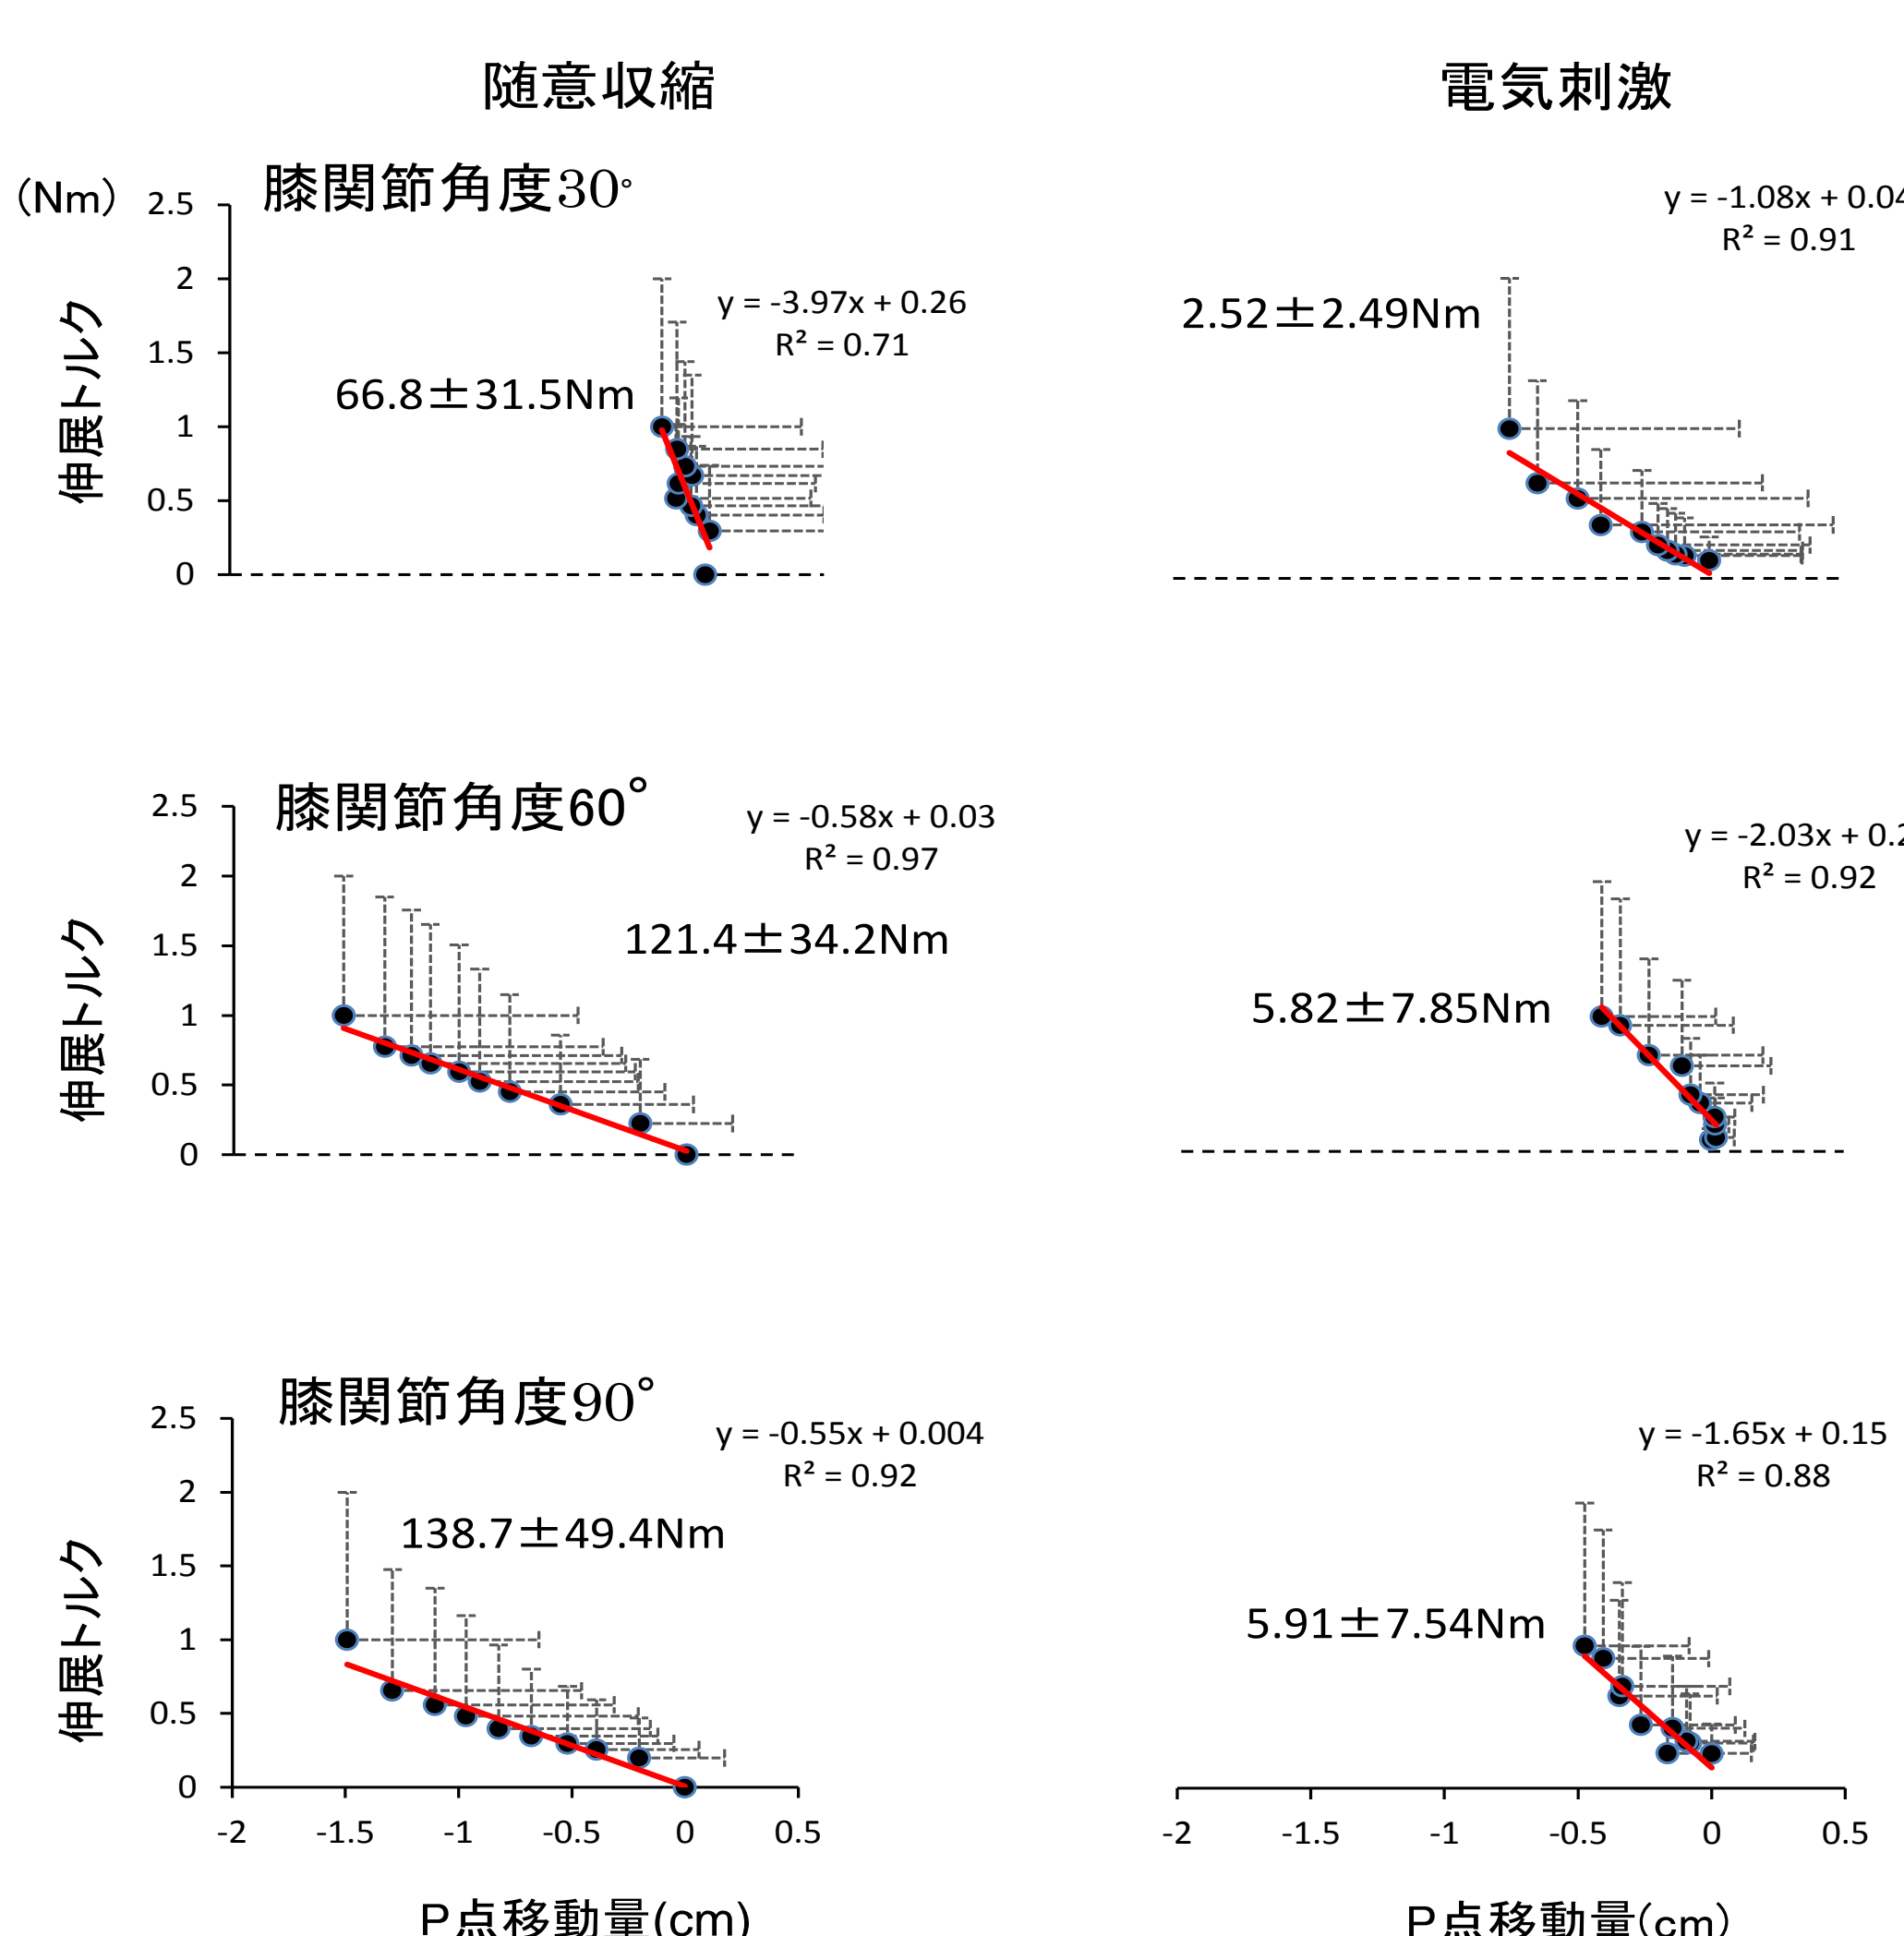 随意収縮
電気刺激
膝関節角度30°
(Nm)
2.5
2
1.5
1
0.5
0
伸展トルク
y = -3.97x + 0.26
R² = 0.71
66.8±31.5Nm
y = -1.08x + 0.04
R² = 0.91
2.52±2.49Nm
膝関節角度60°
2.5
2
1.5
1
0.5
0
伸展トルク
y = -0.58x + 0.03
R² = 0.97
121.4±34.2Nm
y = -2.03x + 0.2
R² = 0.92
5.82±7.85Nm
膝関節角度90°
2.5
2
1.5
1
0.5
0
伸展トルク
y = -0.55x + 0.004
R² = 0.92
138.7±49.4Nm
y = -1.65x + 0.15
R² = 0.88
5.91±7.54Nm
-2 -1.5 -1 -0.5 0 0.5
-2 -1.5 -1 -0.5 0 0.5
P点移動量(cm)
P点移動量(cm)